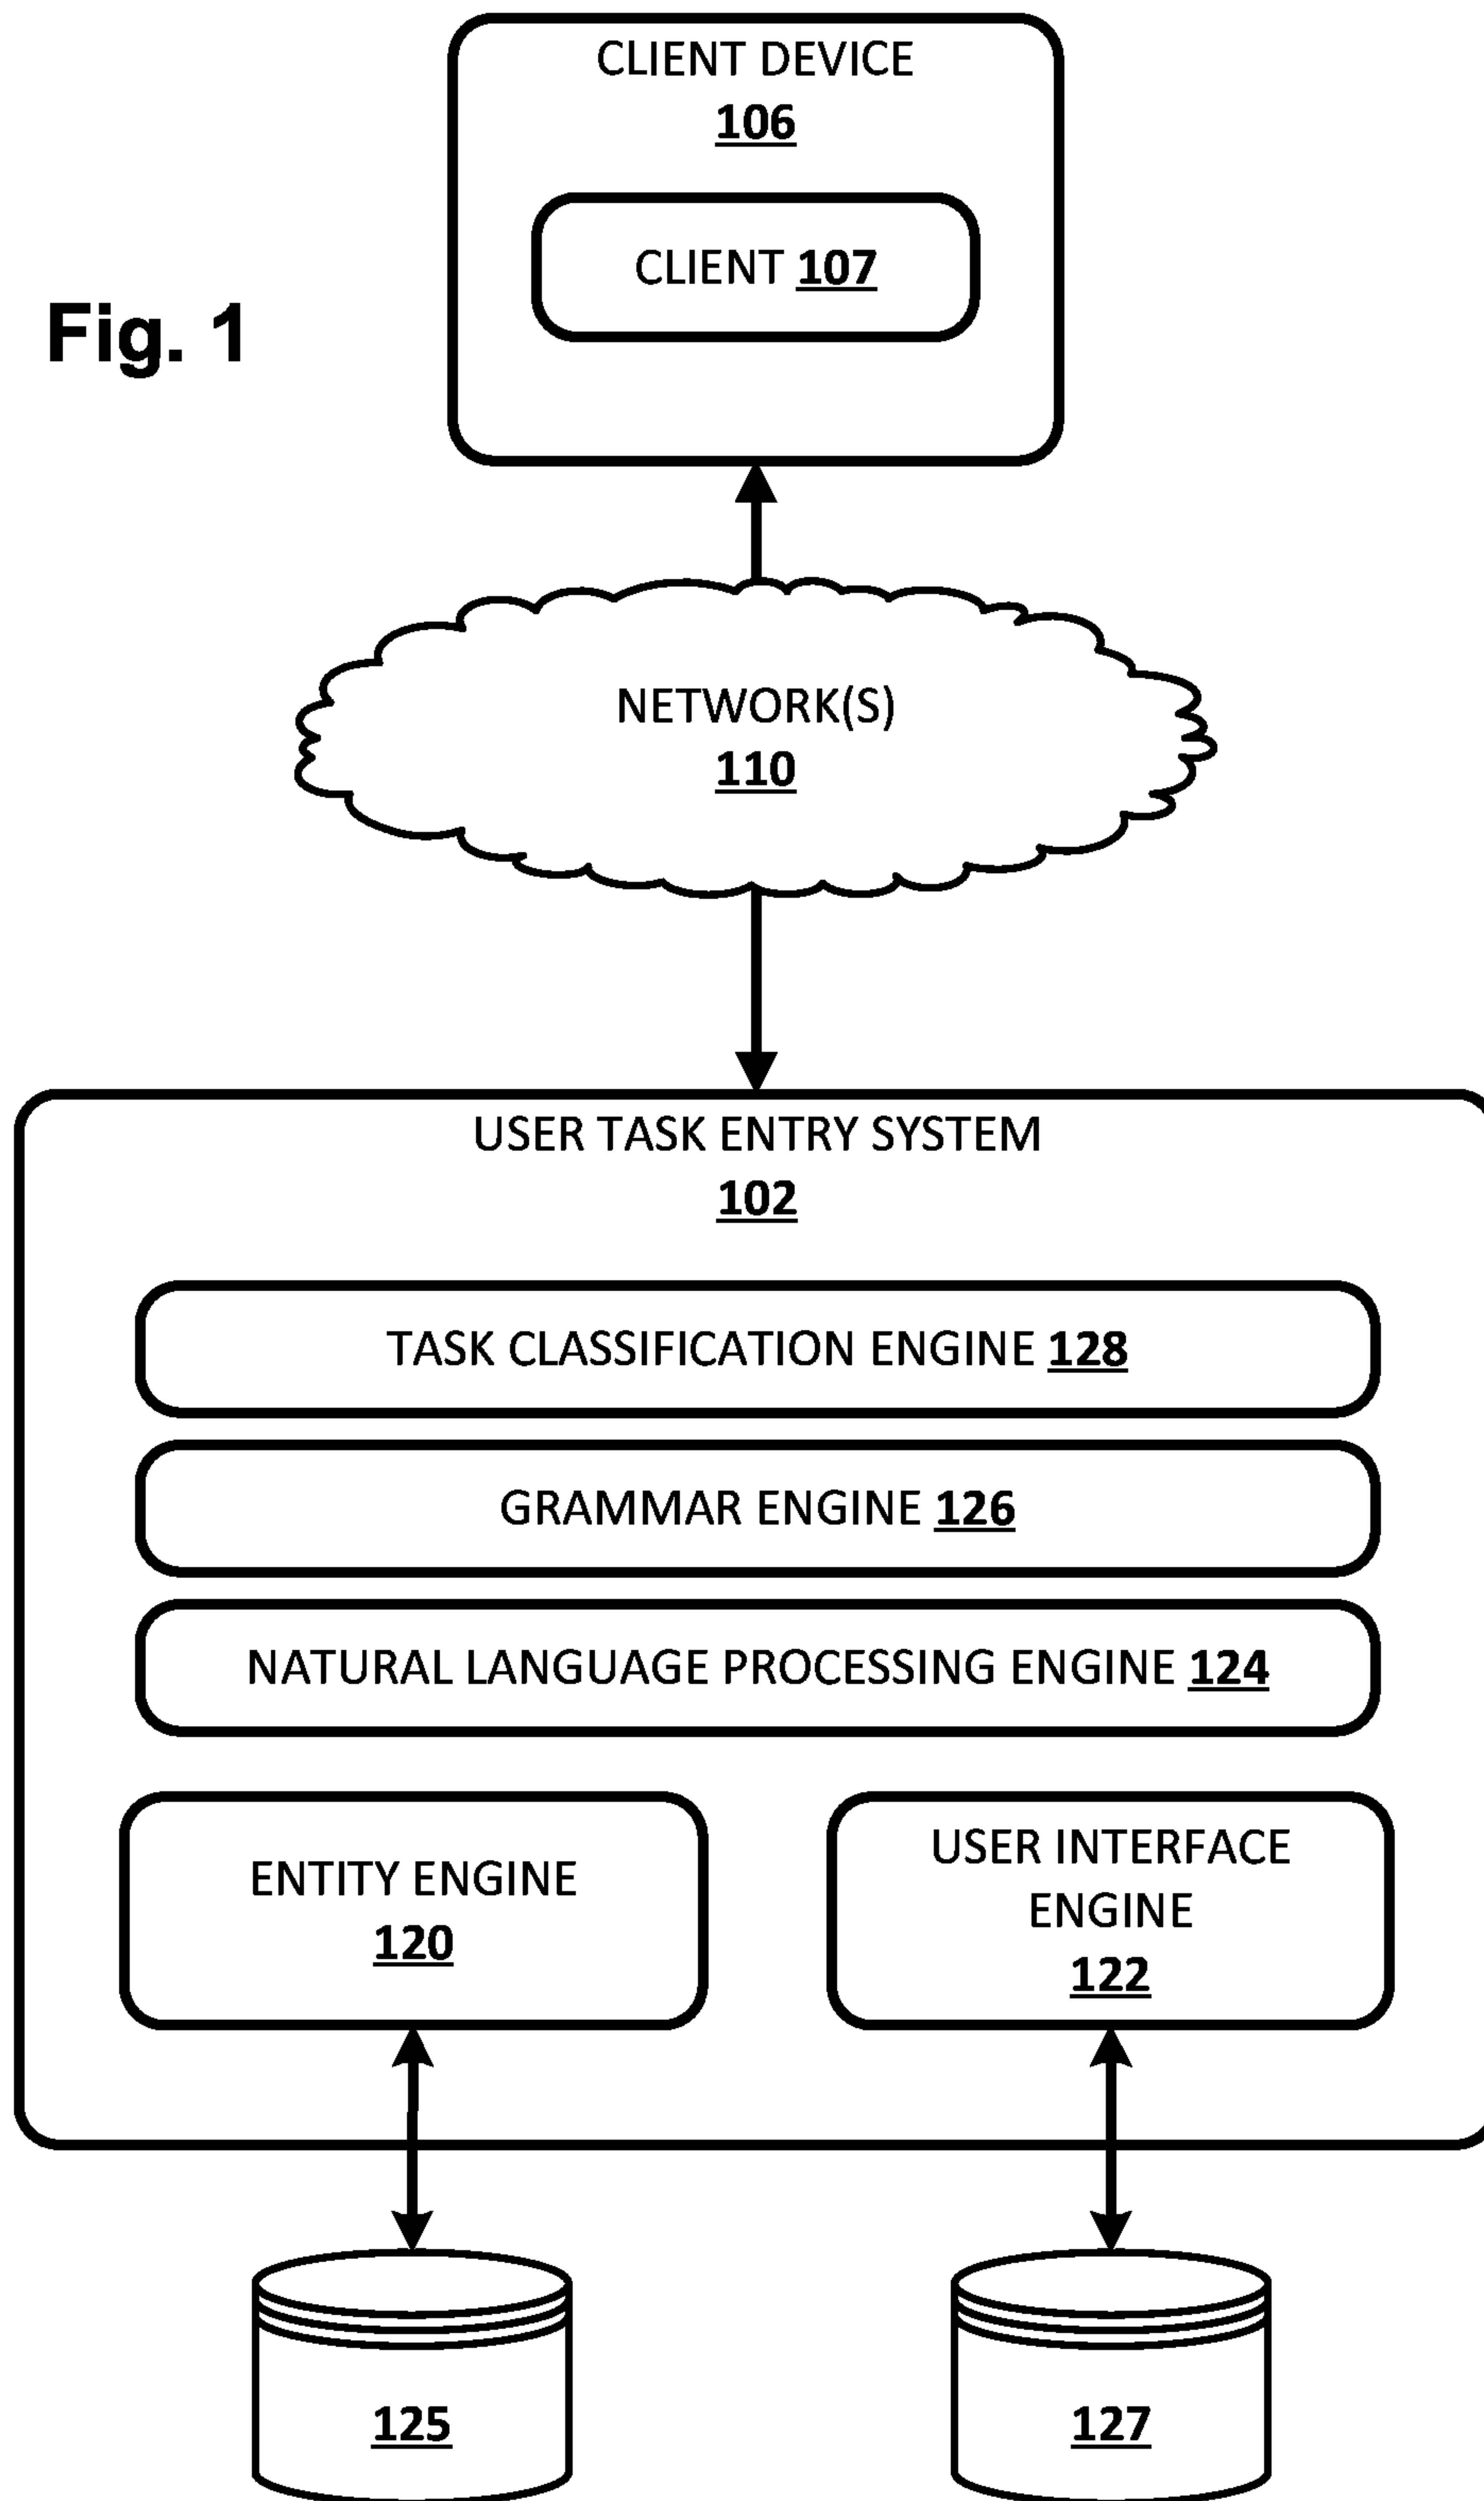 CLIENT DEVICE
106
CLIENT 107
Fig. 1
NETWORK(S)
110
USER TASK ENTRY SYSTEM
102
TASK CLASSIFICATION ENGINE 128
GRAMMAR ENGINE 126
NATURAL LANGUAGE PROCESSING ENGINE 124
ENTITY ENGINE
120
USER INTERFACE
ENGINE
122
125
127